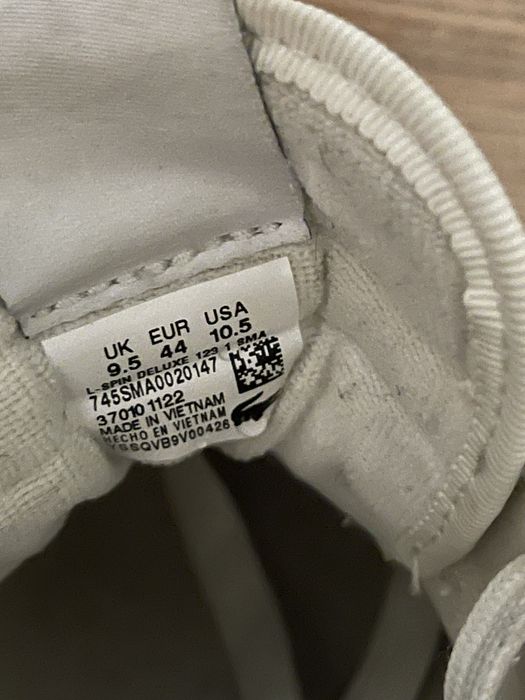 UK EUR USA
9.5 44 10.5
L-SPIN DELUXE 123 1 SMA
745SMA0020147
37010 1122
MADE IN VIETNAM
HECHO EN VIETNAM